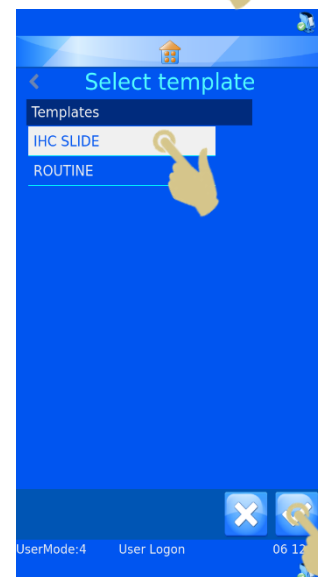 Select template
Templates
IHC SLIDE
ROUTINE
UserMode:4 User Logon 06 12